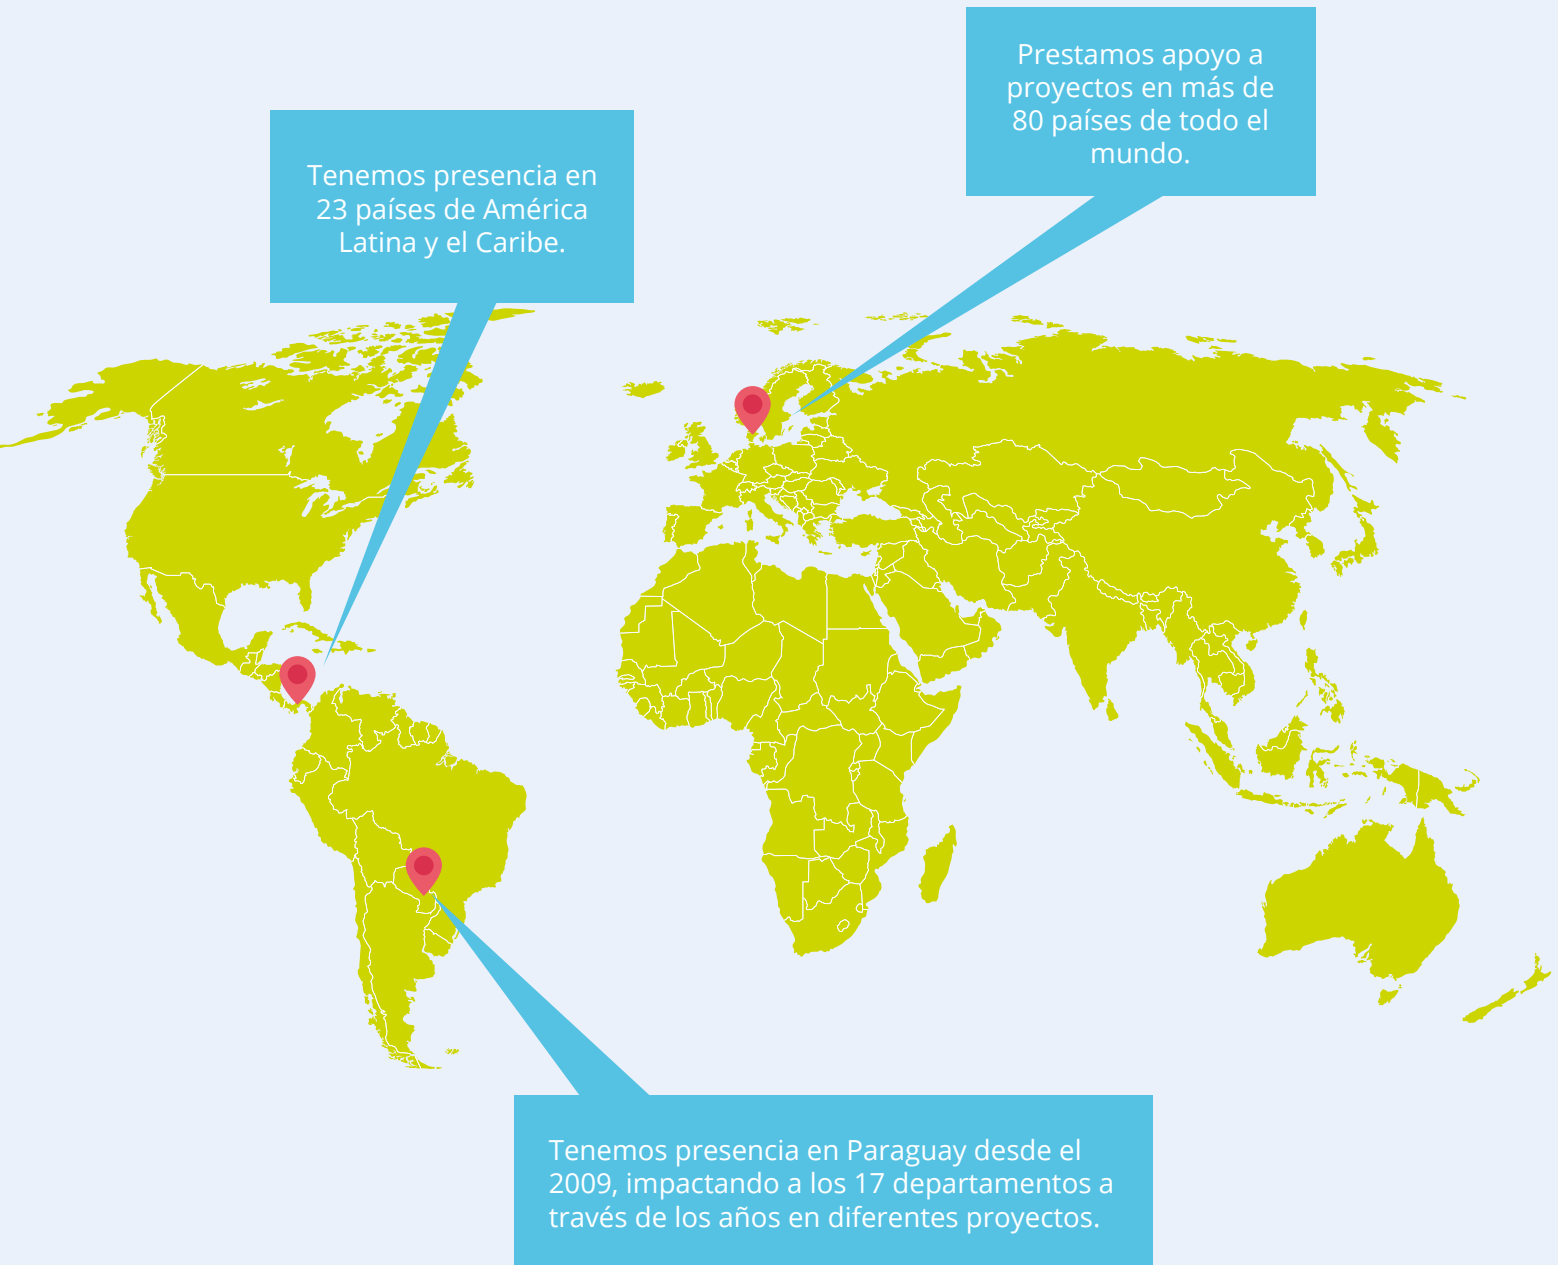 Prestamos apoyo a
proyectos en más de
80 países de todo el
mundo.
Tenemos presencia en
23 países de América
Latina y el Caribe.
Tenemos presencia en Paraguay desde el
2009, impactando a los 17 departamentos a
través de los años en diferentes proyectos.